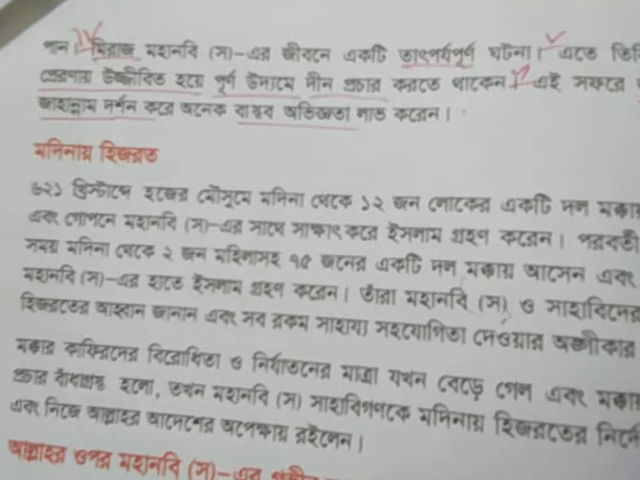 পান। মিরাজ মহানবি (স)-এর জীবনে একটি তাৎপর্যপূর্ণ ঘটনা। এতে তিনি
প্রেরণায় উজ্জীবিত হয়ে পূর্ণ উদ্যমে দীন প্রচার করতে থাকেন। এই সফরে
জাহান্নাম দর্শন করে অনেক বাস্তব অভিজ্ঞতা লাভ করেন।
মদিনায় হিজরত
৬২১ খ্রিস্টাব্দে হজের মৌসুমে মদিনা থেকে ১২ জন লোকের একটি দল মক্কায়
এবং গোপনে মহানবি (স)-এর সাথে সাক্ষাৎ করে ইসলাম গ্রহণ করেন। পরবর্তী
সময় মদিনা থেকে ২ জন মহিলাসহ ৭৫ জনের একটি দল মক্কায় আসেন এবং
মহানবি (স)-এর হাতে ইসলাম গ্রহণ করেন। তাঁরা মহানবি (স) ও সাহাবিদের
হিজরতের আহ্বান জানান এবং সব রকম সাহায্য সহযোগিতা দেওয়ার অঙ্গীকার
মক্কার কাফিরদের বিরোধিতা ও নির্যাতনের মাত্রা যখন বেড়ে গেল এবং মক্কায়
প্রচার বাধাগ্রস্ত হলো, তখন মহানবি (স) সাহাবিগণকে মদিনায় হিজরতের নির্দে
এবং নিজে আল্লাহর আদেশের অপেক্ষায় রইলেন।
আল্লাহর ওপর মহানবি (স)-এর